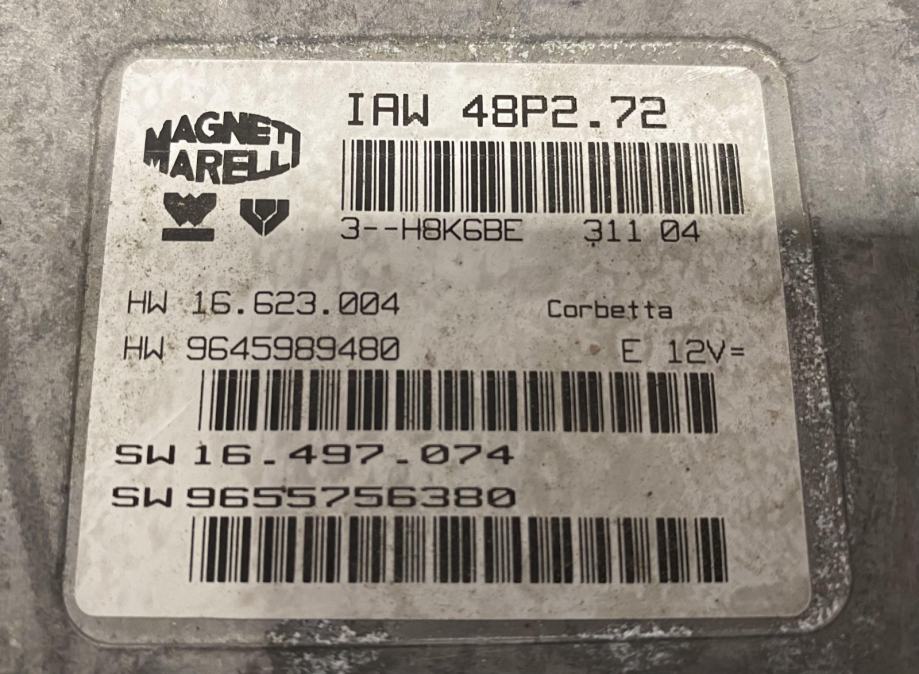 MAGNETI
MARELLI
IAW 48P2.72
3--H8K6BE 311 04
HW 16.623.004 Corbetta
HW 9645989480 E 12V=
SW 16.497.074
SW 9655756380